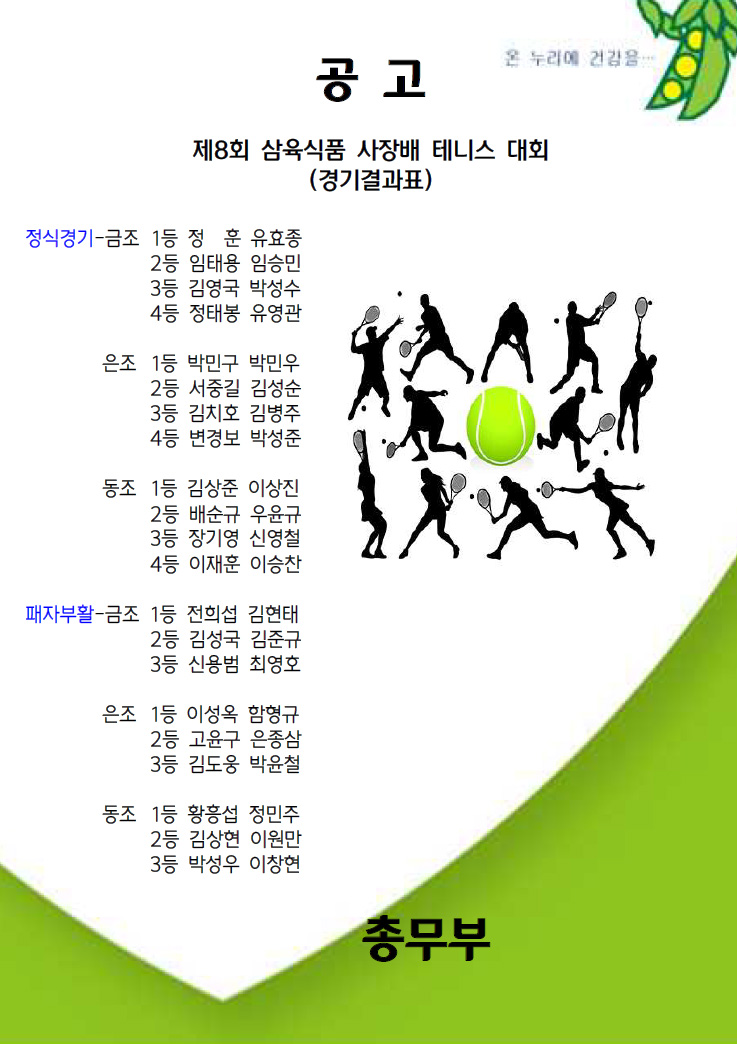 온 누리에 건강을…
공 고
제8회 삼육식품 사장배 테니스 대회
(경기결과표)
정식경기-금조 1등 정 훈 유효종
2등 임태용 임승민
3등 김영국 박성수
4등 정태봉 유영관
은조 1등 박민구 박민우
2등 서중길 김성순
3등 김치호 김병주
4등 변경보 박성준
동조 1등 김상준 이상진
2등 배순규 우윤규
3등 장기영 신영철
4등 이재훈 이승찬
패자부활-금조 1등 전희섭 김현태
2등 김성국 김준규
3등 신용범 최영호
은조 1등 이성옥 함형규
2등 고윤구 은종삼
3등 김도웅 박윤철
동조 1등 황흥섭 정민주
2등 김상현 이원만
3등 박성우 이창현
총무부